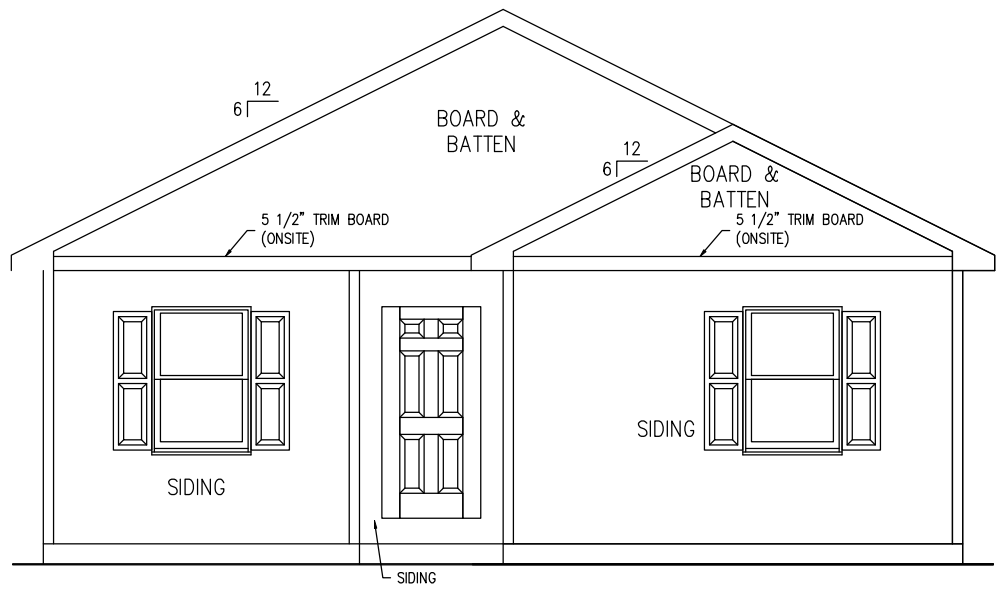 12
6
BOARD &
BATTEN
12
6
BOARD &
BATTEN
5 1/2" TRIM BOARD
(ONSITE)
5 1/2" TRIM BOARD
(ONSITE)
SIDING
SIDING
SIDING